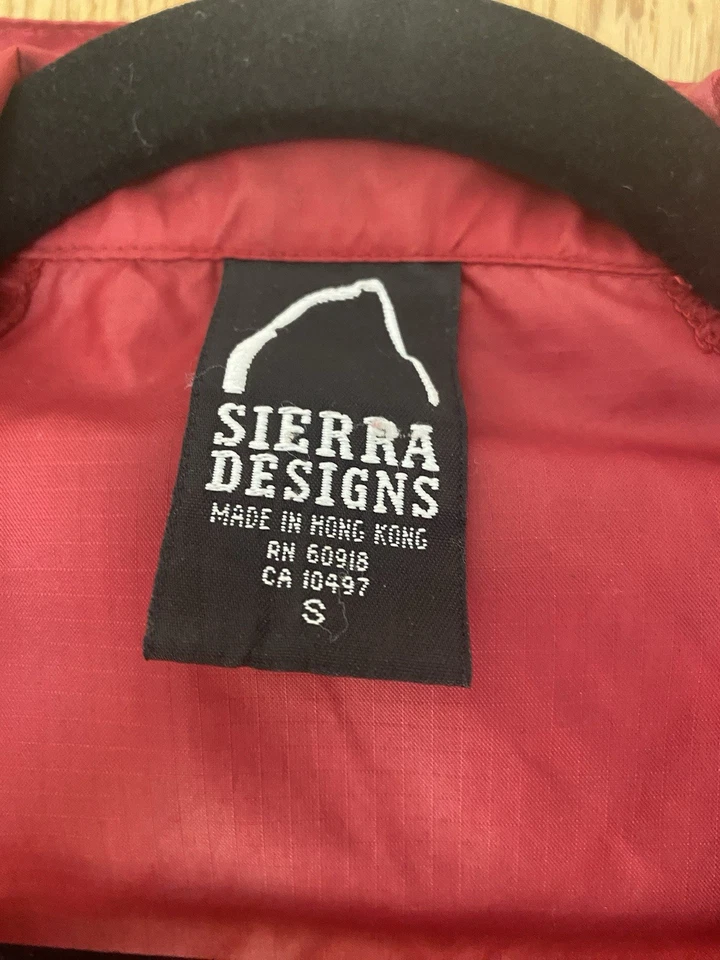 SIERRA
DESIGNS
MADE IN HONG KONG
RN 60918
CA 10497
S